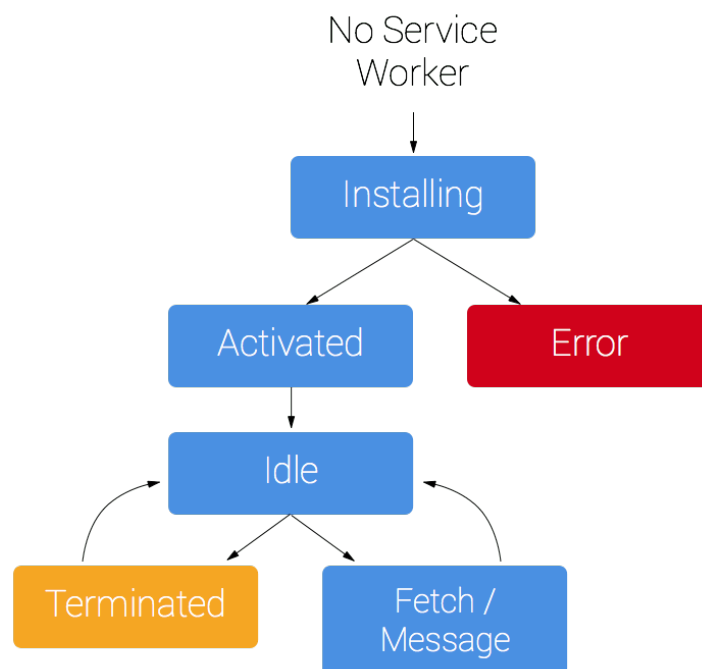 No Service
Worker
Installing
Activated
Error
Idle
Terminated
Fetch /
Message